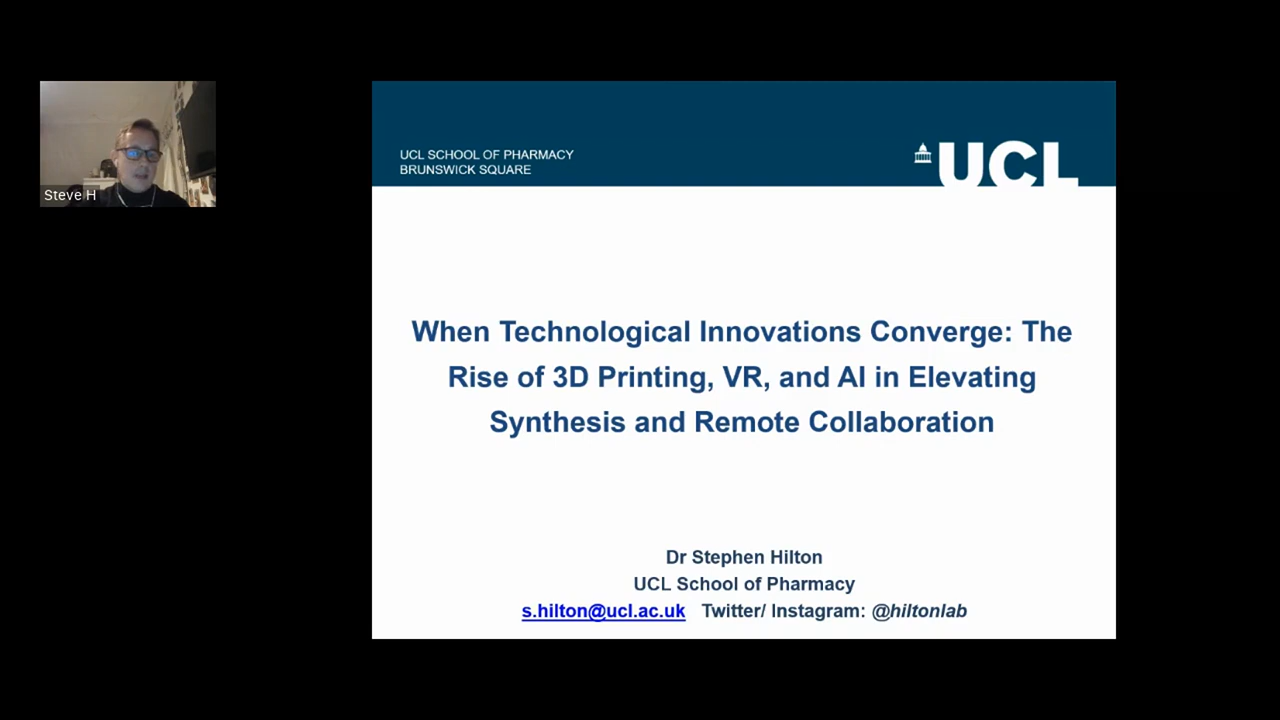 Steve H
UCL SCHOOL OF PHARMACY
BRUNSWICK SQUARE
UCL
When Technological Innovations Converge: The
Rise of 3D Printing, VR, and AI in Elevating
Synthesis and Remote Collaboration
Dr Stephen Hilton
UCL School of Pharmacy
s.hilton@ucl.ac.uk Twitter/ Instagram: @hiltonlab